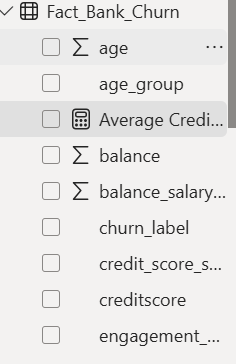 Fact_Bank_Churn
age
age_group
Average Credi...
balance
balance_salary...
churn_label
credit_score_s...
creditscore
engagement_...